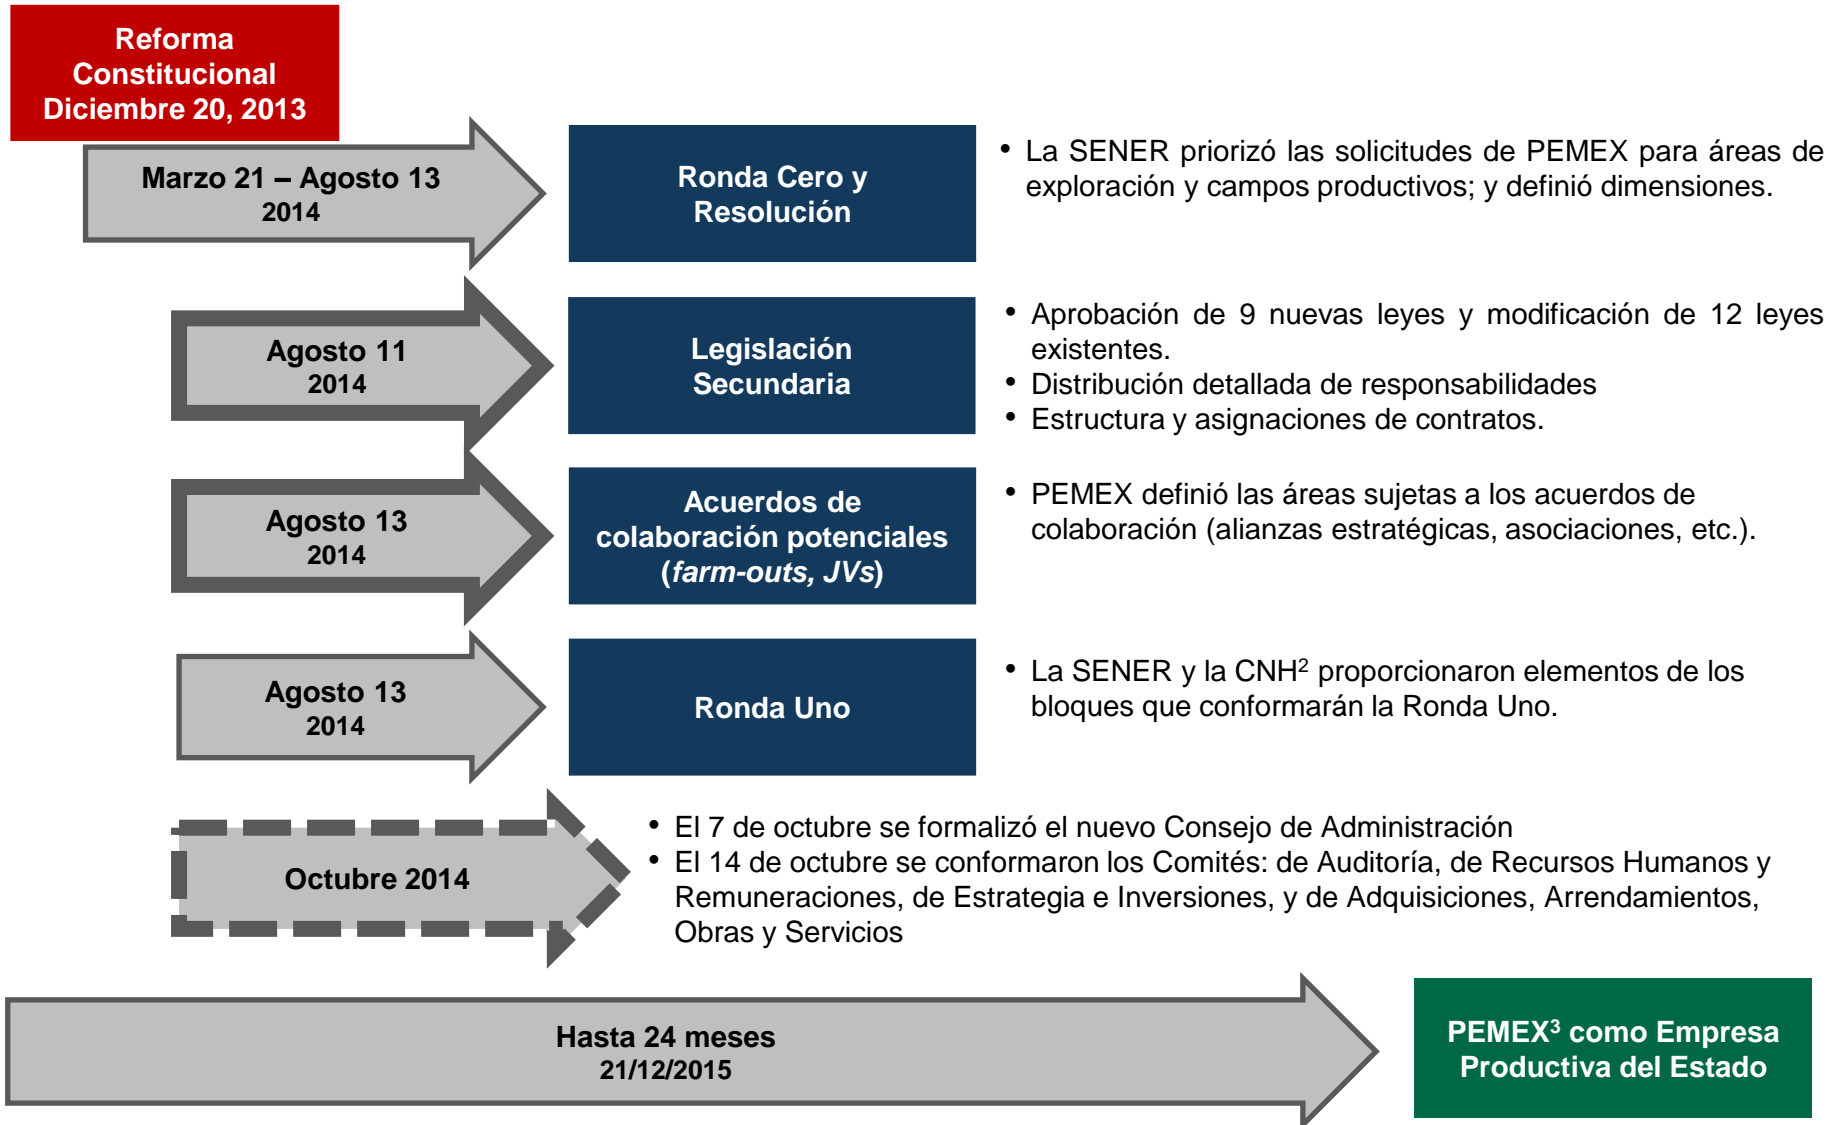 Reforma
Constitucional
Diciembre 20, 2013
Marzo 21 – Agosto 13
2014
Ronda Cero y
Resolución
• La SENER priorizó las solicitudes de PEMEX para áreas de
exploración y campos productivos; y definió dimensiones.
Agosto 11
2014
Legislación
Secundaria
• Aprobación de 9 nuevas leyes y modificación de 12 leyes
existentes.
• Distribución detallada de responsabilidades
• Estructura y asignaciones de contratos.
Agosto 13
2014
Acuerdos de
colaboración potenciales
(farm-outs, JVs)
• PEMEX definió las áreas sujetas a los acuerdos de
colaboración (alianzas estratégicas, asociaciones, etc.).
Agosto 13
2014
Ronda Uno
• La SENER y la CNH² proporcionaron elementos de los
bloques que conformarán la Ronda Uno.
Octubre 2014
• El 7 de octubre se formalizó el nuevo Consejo de Administración
• El 14 de octubre se conformaron los Comités: de Auditoría, de Recursos Humanos y
Remuneraciones, de Estrategia e Inversiones, y de Adquisiciones, Arrendamientos,
Obras y Servicios
Hasta 24 meses
21/12/2015
PEMEX³ como Empresa
Productiva del Estado